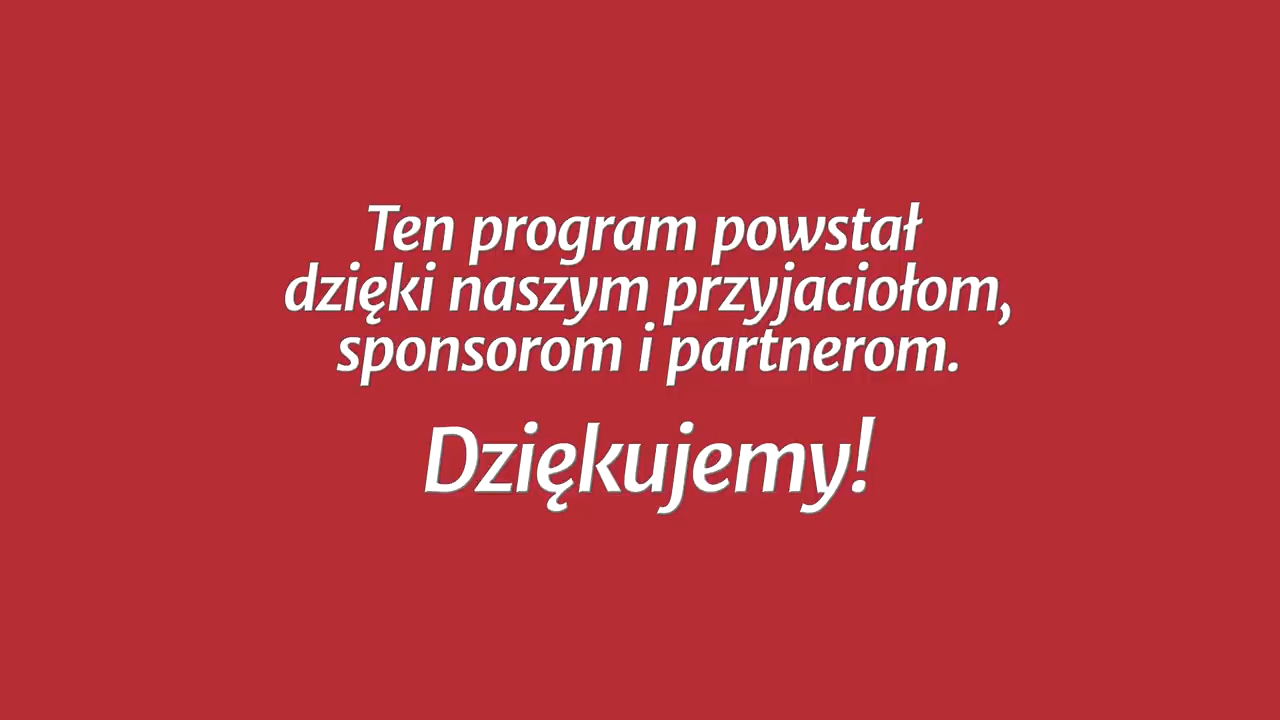 Ten program powstał
dzięki naszym przyjaciołom,
sponsorom i partnerom.
Dziękujemy!